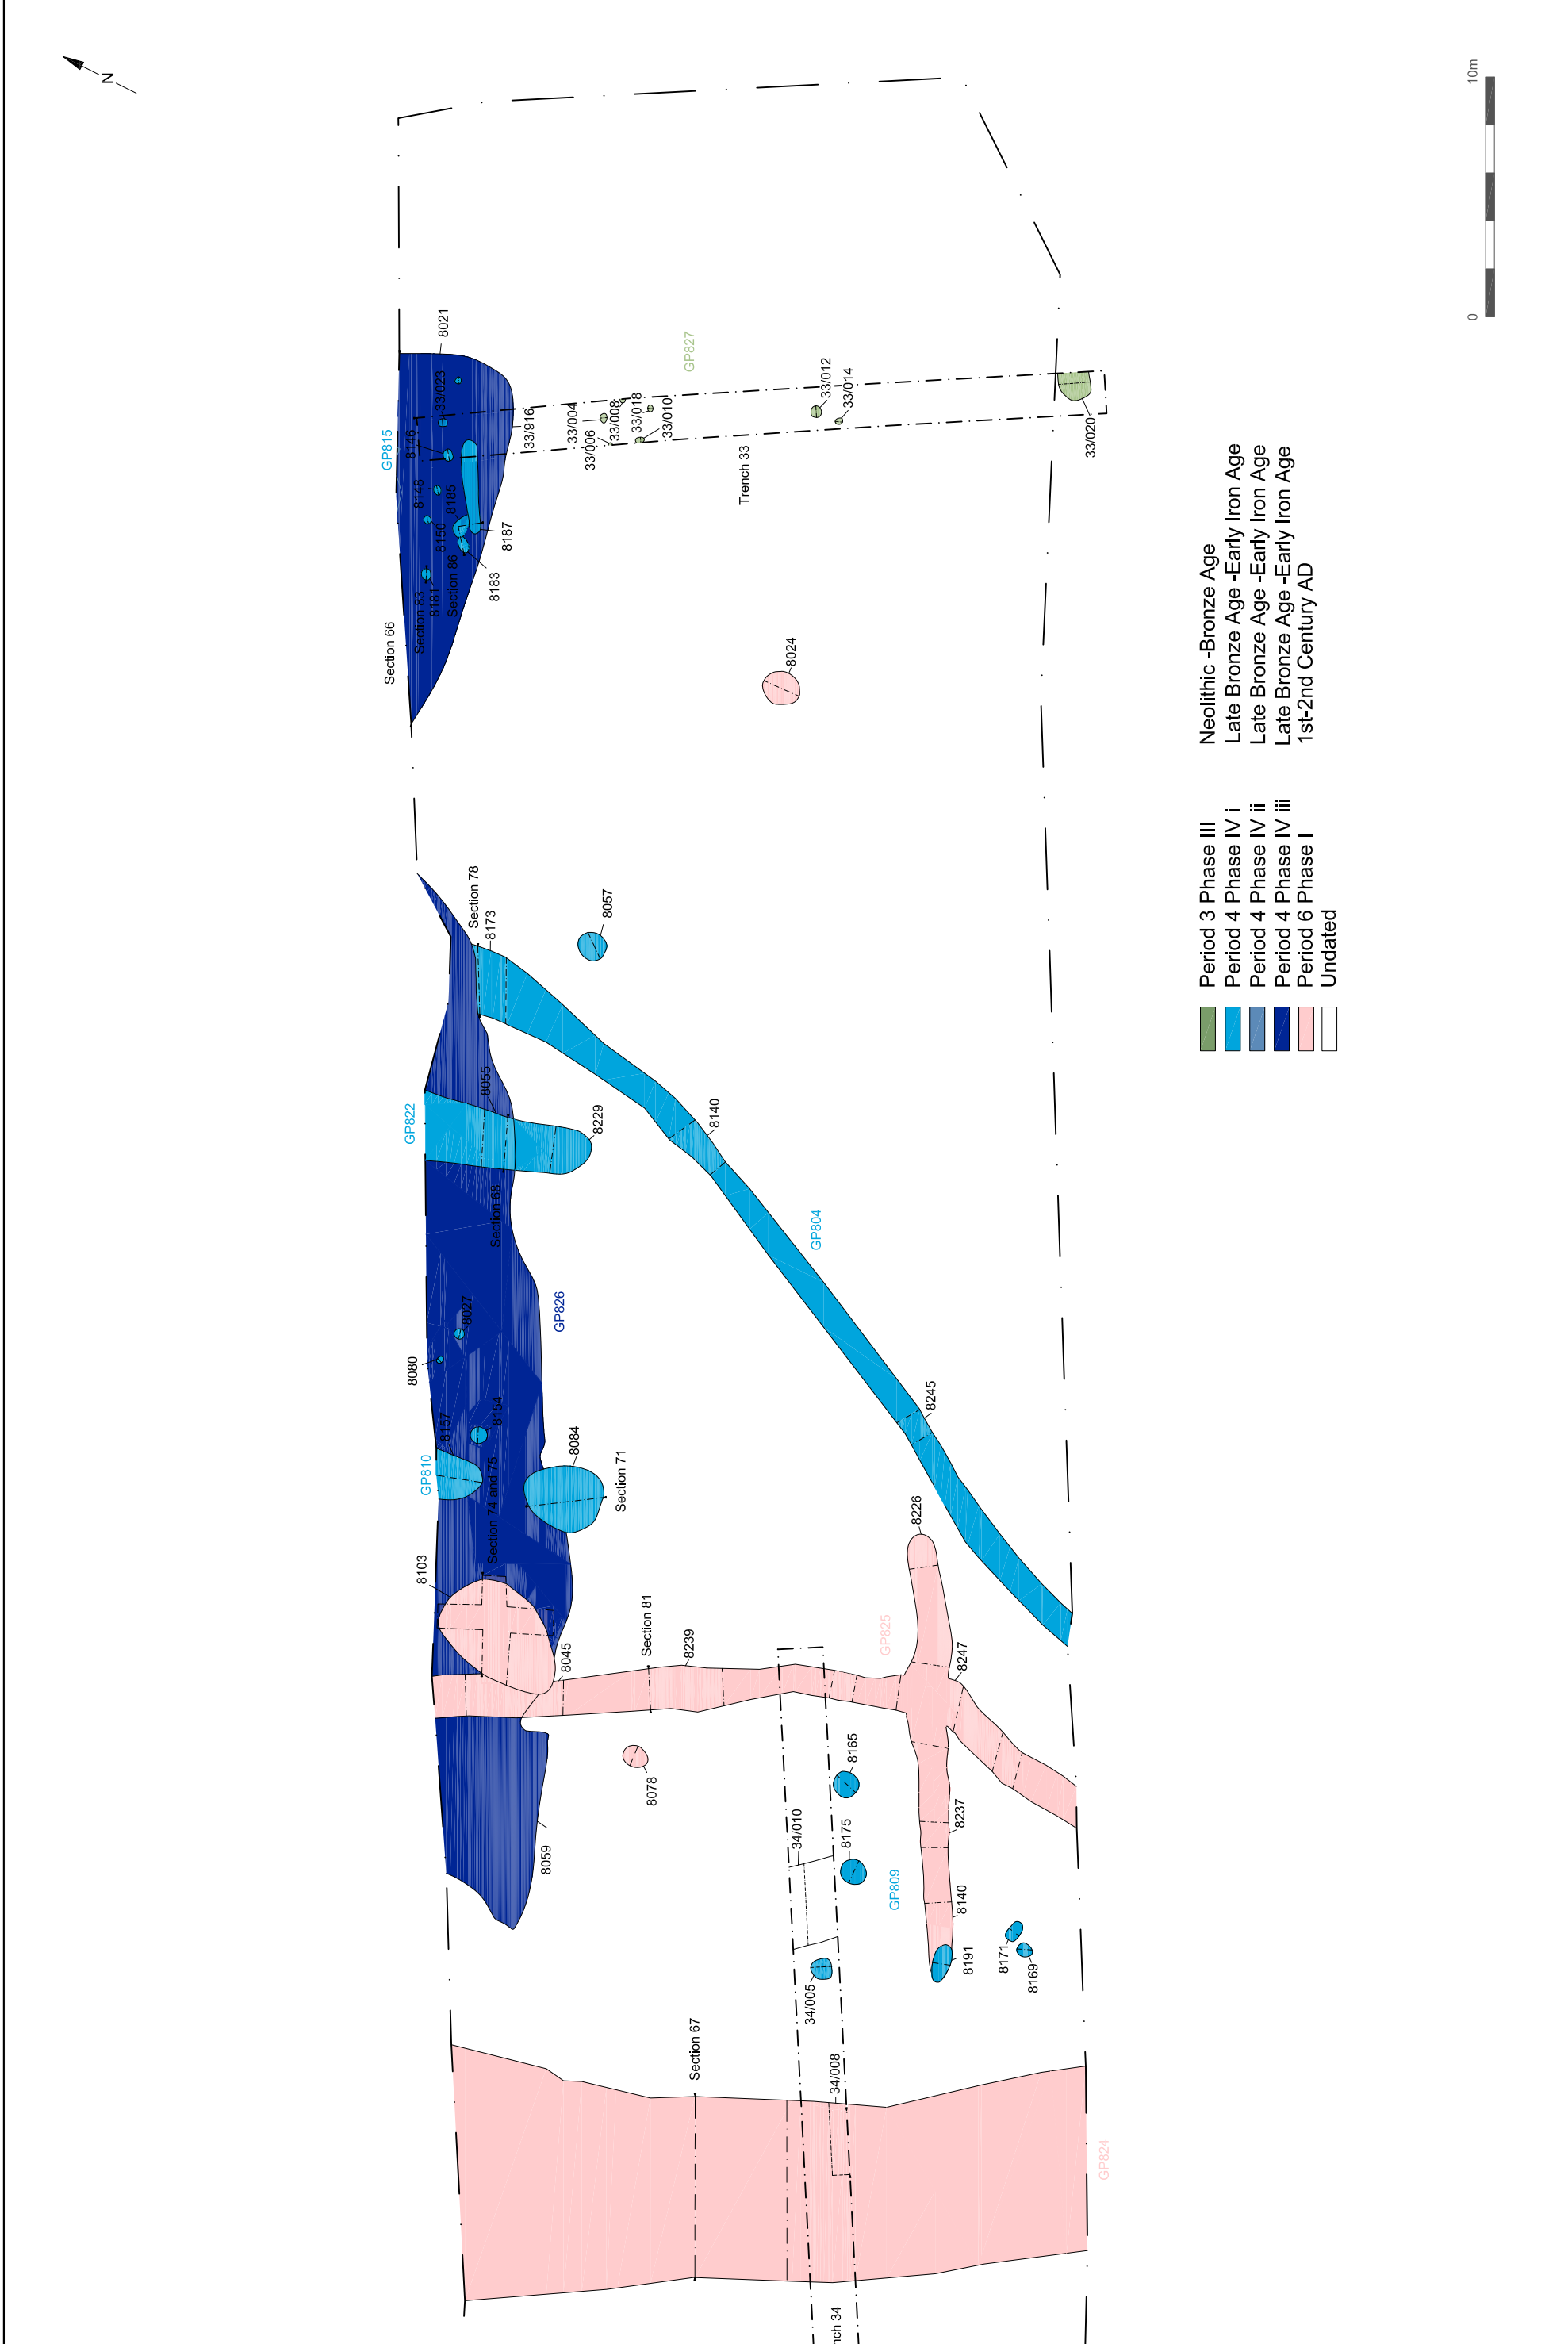 N
10m
0
8021
GP815
33/023
8146
33/916
8148
8185
8150
8187
8183
Section 83
8181
Section 86
Section 66
GP827
33/004
33/006
33/008
33/018
33/010
33/012
33/014
33/020
Trench 33
8024
Section 78
8173
8057
GP822
8055
8229
Section 68
8140
GP804
GP826
8027
8080
8154
8157
GP810
Section 74 and 75
8084
Section 71
8245
8103
8045
Section 81
8239
8226
GP825
8247
8078
8059
8165
34/010
8175
GP809
8237
8140
8191
8171
8169
34/005
Section 67
34/008
GP824
nch 34
Period 3 Phase III Neolithic -Bronze Age
Period 4 Phase IV i Late Bronze Age -Early Iron Age
Period 4 Phase IV ii Late Bronze Age -Early Iron Age
Period 4 Phase IV iii Late Bronze Age -Early Iron Age
Period 6 Phase I 1st-2nd Century AD
Undated